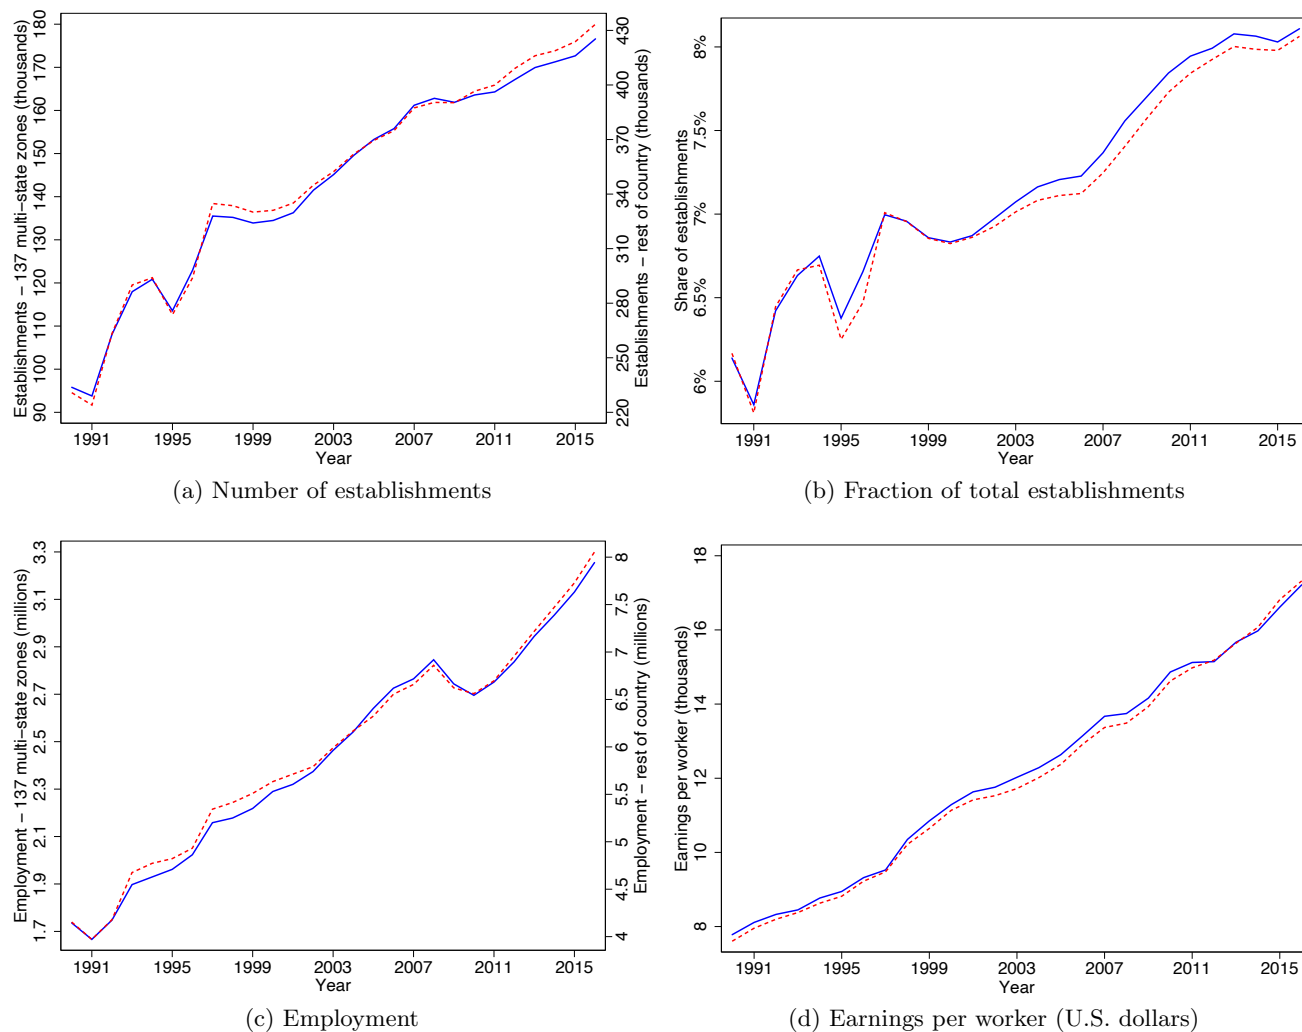 Establishments − 137 multi−state zones (thousands)
90 100 110 120 130 140 150 160 170 180
220 250 280 310 340 370 400 430
Establishments − rest of country (thousands)
1991 1995 1999 2003 2007 2011 2015
Year
(a) Number of establishments
Share of establishments
6% 6.5% 7% 7.5% 8%
1991 1995 1999 2003 2007 2011 2015
Year
(b) Fraction of total establishments
Employment − 137 multi−state zones (millions)
1.7 1.9 2.1 2.3 2.5 2.7 2.9 3.1 3.3
4 4.5 5 5.5 6 6.5 7 7.5 8
Employment − rest of country (millions)
1991 1995 1999 2003 2007 2011 2015
Year
(c) Employment
Earnings per worker (thousands)
8 10 12 14 16 18
1991 1995 1999 2003 2007 2011 2015
Year
(d) Earnings per worker (U.S. dollars)